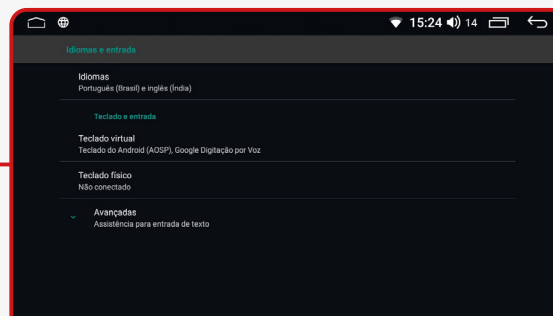 15:24 14
Idiomas e entrada
Idiomas
Português (Brasil) e inglês (Índia)
Teclado e entrada
Teclado virtual
Teclado do Android (AOSP), Google Digitação por Voz
Teclado físico
Não conectado
Avançadas
Assistência para entrada de texto